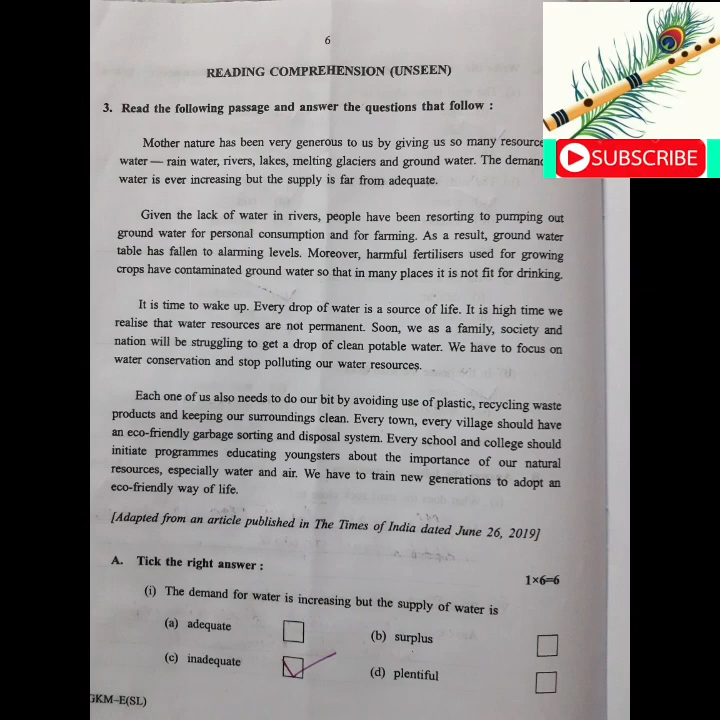 6
READING COMPREHENSION (UNSEEN)
3. Read the following passage and answer the questions that follow :
Mother nature has been very generous to us by giving us so many resource
water — rain water, rivers, lakes, melting glaciers and ground water. The deman
water is ever increasing but the supply is far from adequate.
Given the lack of water in rivers, people have been resorting to pumping out
ground water for personal consumption and for farming. As a result, ground water
table has fallen to alarming levels. Moreover, harmful fertilisers used for growing
crops have contaminated ground water so that in many places it is not fit for drinking.
It is time to wake up. Every drop of water is a source of life. It is high time we
realise that water resources are not permanent. Soon, we as a family, society and
nation will be struggling to get a drop of clean potable water. We have to focus on
water conservation and stop polluting our water resources.
Each one of us also needs to do our bit by avoiding use of plastic, recycling waste
products and keeping our surroundings clean. Every town, every village should have
an eco-friendly garbage sorting and disposal system. Every school and college should
initiate programmes educating youngsters about the importance of our natural
resources, especially water and air. We have to train new generations to adopt an
eco-friendly way of life.
[Adapted from an article published in The Times of India dated June 26, 2019]
A. Tick the right answer :
1×6=6
(i) The demand for water is increasing but the supply of water is
(a) adequate
(b) surplus
(c) inadequate
(d) plentiful
GKM–E(SL)
SUBSCRIBE